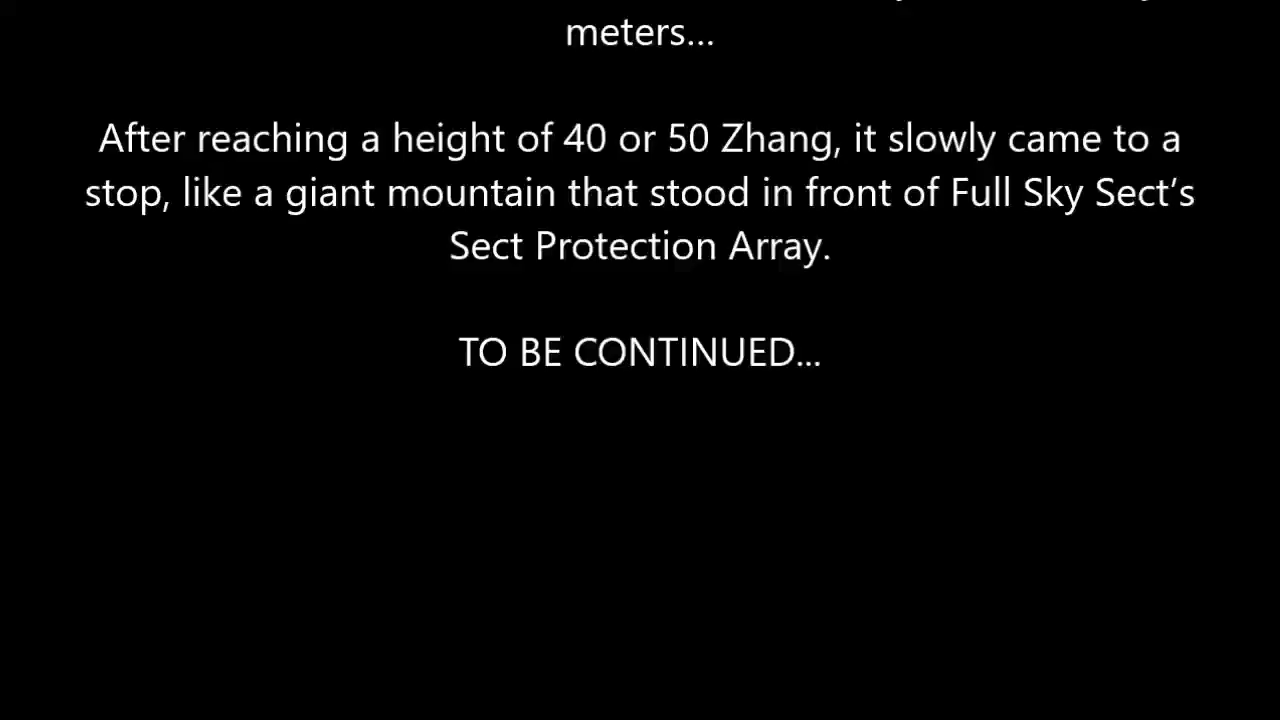 meters...
After reaching a height of 40 or 50 Zhang, it slowly came to a
stop, like a giant mountain that stood in front of Full Sky Sect’s
Sect Protection Array.
TO BE CONTINUED...